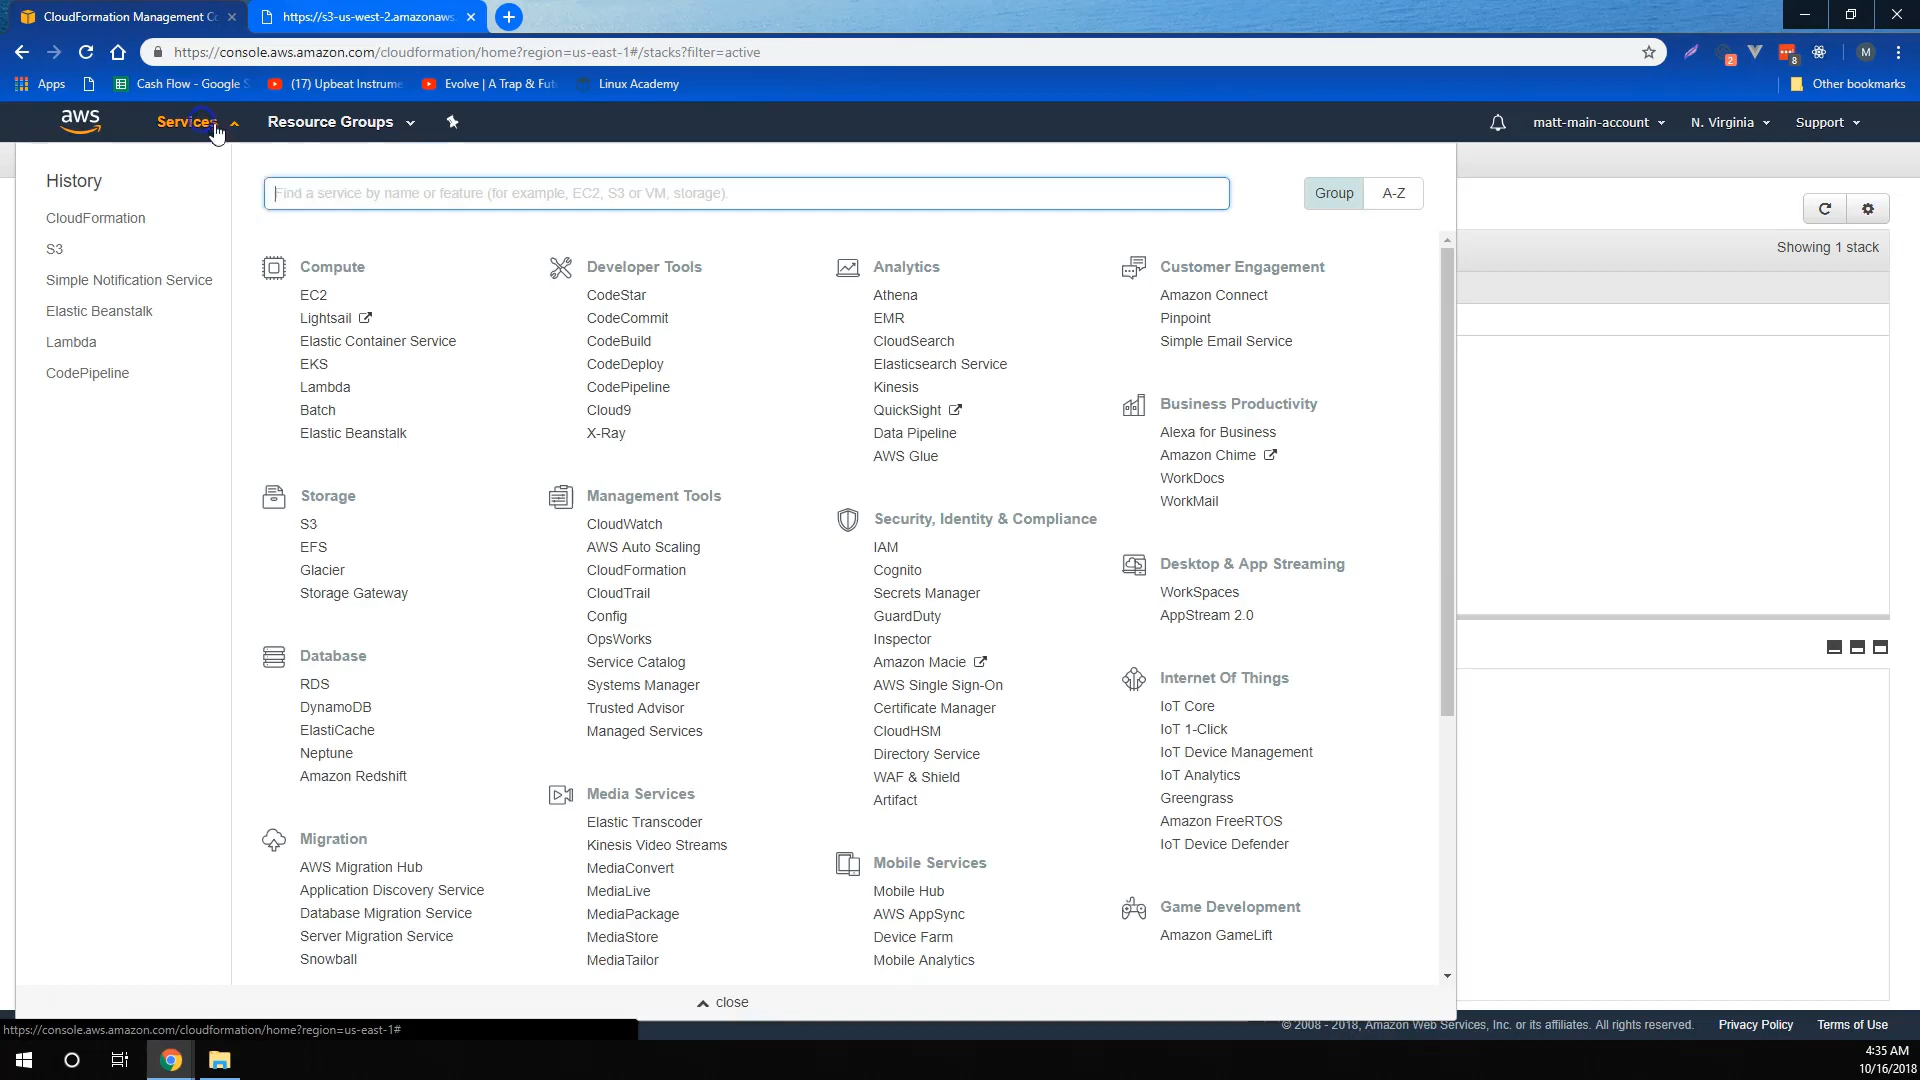 CloudFormation Management Co
https://s3-us-west-2.amazonaws.
https://console.aws.amazon.com/cloudformation/home?region=us-east-1#/stacks?filter=active
2
8
M
Apps
Cash Flow - Google S
(17) Upbeat Instrume
Evolve | A Trap & Futu
Linux Academy
Other bookmarks
aws
Services
Resource Groups
matt-main-account
N. Virginia
Support
History
CloudFormation
S3
Simple Notification Service
Elastic Beanstalk
Lambda
CodePipeline
Find a service by name or feature (for example, EC2, S3 or VM, storage).
Group
A-Z
Compute
EC2
Lightsail
Elastic Container Service
EKS
Lambda
Batch
Elastic Beanstalk
Storage
S3
EFS
Glacier
Storage Gateway
Database
RDS
DynamoDB
ElastiCache
Neptune
Amazon Redshift
Migration
AWS Migration Hub
Application Discovery Service
Database Migration Service
Server Migration Service
Snowball
Developer Tools
CodeStar
CodeCommit
CodeBuild
CodeDeploy
CodePipeline
Cloud9
X-Ray
Management Tools
CloudWatch
AWS Auto Scaling
CloudFormation
CloudTrail
Config
OpsWorks
Service Catalog
Systems Manager
Trusted Advisor
Managed Services
Media Services
Elastic Transcoder
Kinesis Video Streams
MediaConvert
MediaLive
MediaPackage
MediaStore
MediaTailor
Analytics
Athena
EMR
CloudSearch
Elasticsearch Service
Kinesis
QuickSight
Data Pipeline
AWS Glue
Security, Identity & Compliance
IAM
Cognito
Secrets Manager
GuardDuty
Inspector
Amazon Macie
AWS Single Sign-On
Certificate Manager
CloudHSM
Directory Service
WAF & Shield
Artifact
Mobile Services
Mobile Hub
AWS AppSync
Device Farm
Mobile Analytics
Customer Engagement
Amazon Connect
Pinpoint
Simple Email Service
Business Productivity
Alexa for Business
Amazon Chime
WorkDocs
WorkMail
Desktop & App Streaming
WorkSpaces
AppStream 2.0
Internet Of Things
IoT Core
IoT 1-Click
IoT Device Management
IoT Analytics
Greengrass
Amazon FreeRTOS
IoT Device Defender
Game Development
Amazon GameLift
Showing 1 stack
close
https://console.aws.amazon.com/cloudformation/home?region=us-east-1#
© 2008 - 2018, Amazon Web Services, Inc. or its affiliates. All rights reserved.
Privacy Policy
Terms of Use
4:35 AM
10/16/2018